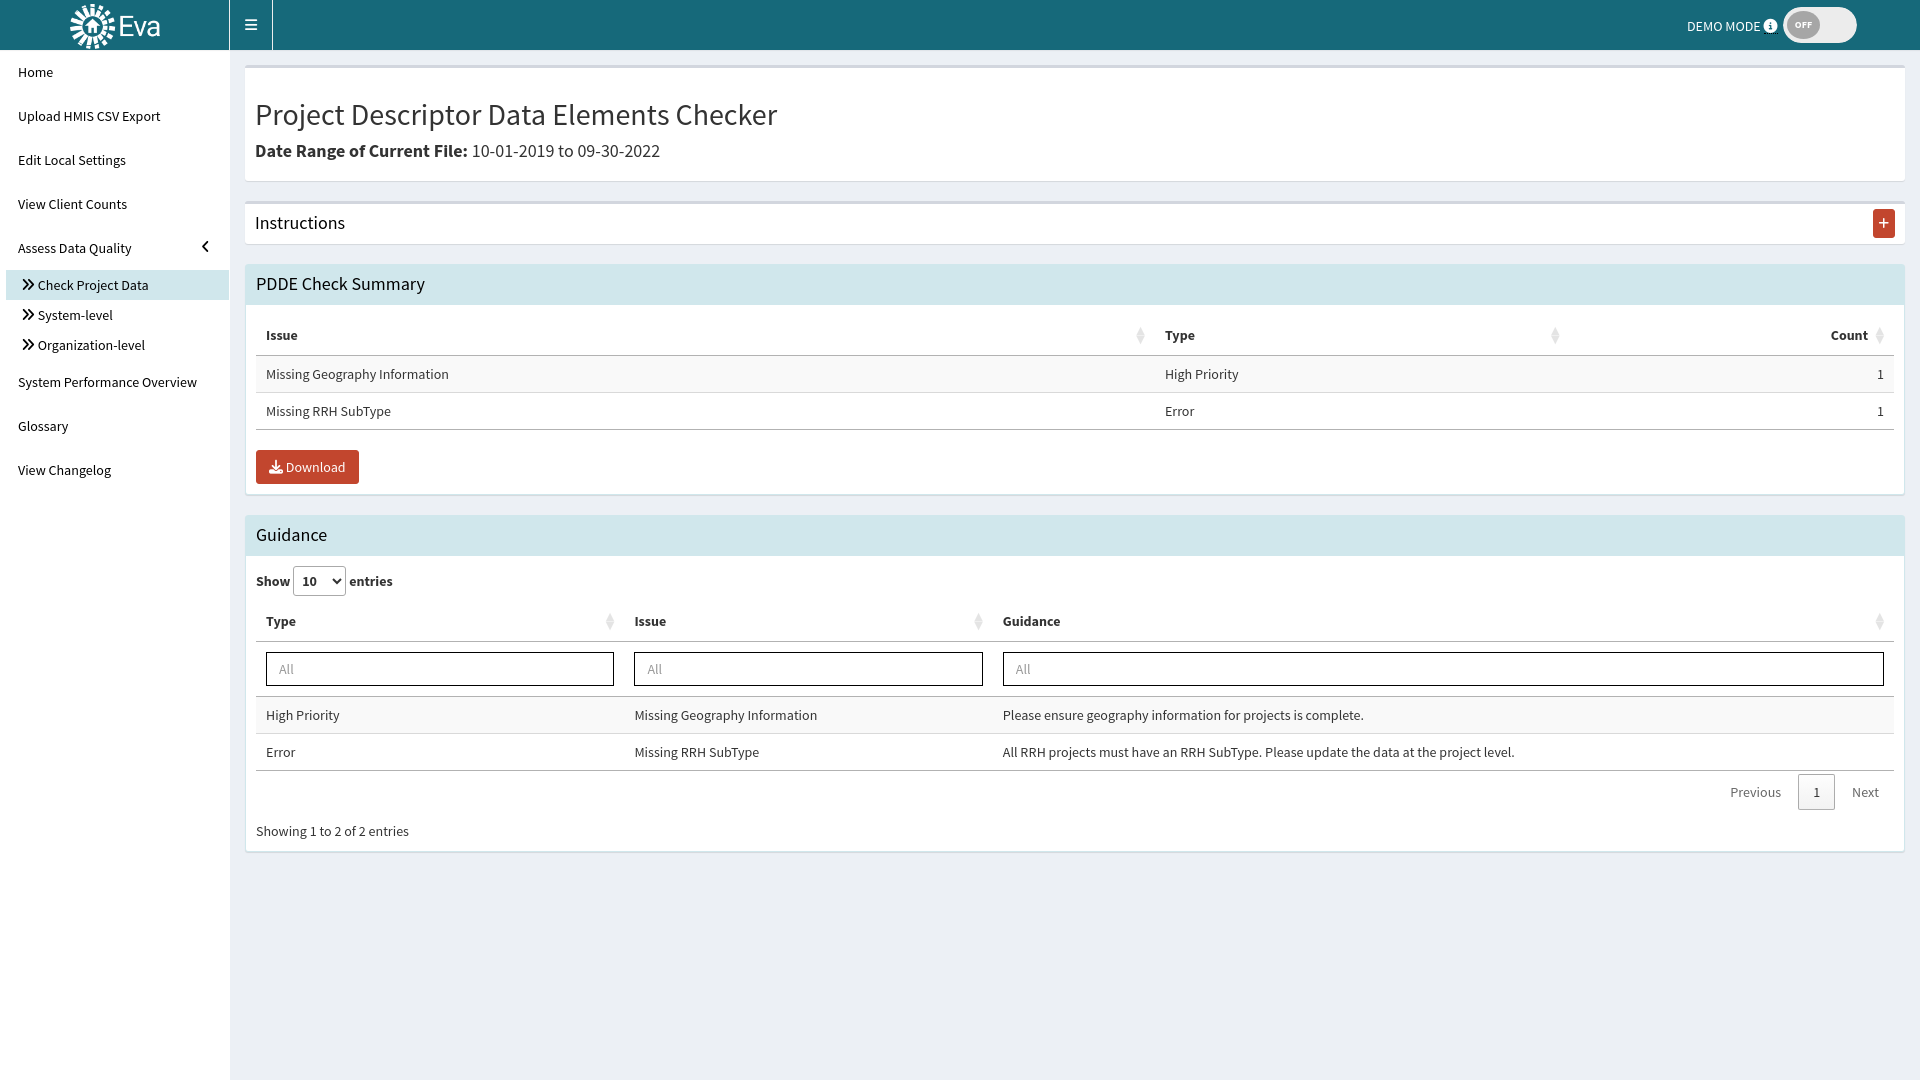 Eva
DEMO MODE
OFF
Home
Upload HMIS CSV Export
Edit Local Settings
View Client Counts
Assess Data Quality
Check Project Data
System-level
Organization-level
System Performance Overview
Glossary
View Changelog
Project Descriptor Data Elements Checker
Date Range of Current File: 10-01-2019 to 09-30-2022
Instructions
+
PDDE Check Summary
Issue Type Count
Missing Geography Information High Priority 1
Missing RRH SubType Error 1
Download
Guidance
Show 10 entries
Type Issue Guidance
All All All
High Priority Missing Geography Information Please ensure geography information for projects is complete.
Error Missing RRH SubType All RRH projects must have an RRH SubType. Please update the data at the project level.
Previous 1 Next
Showing 1 to 2 of 2 entries